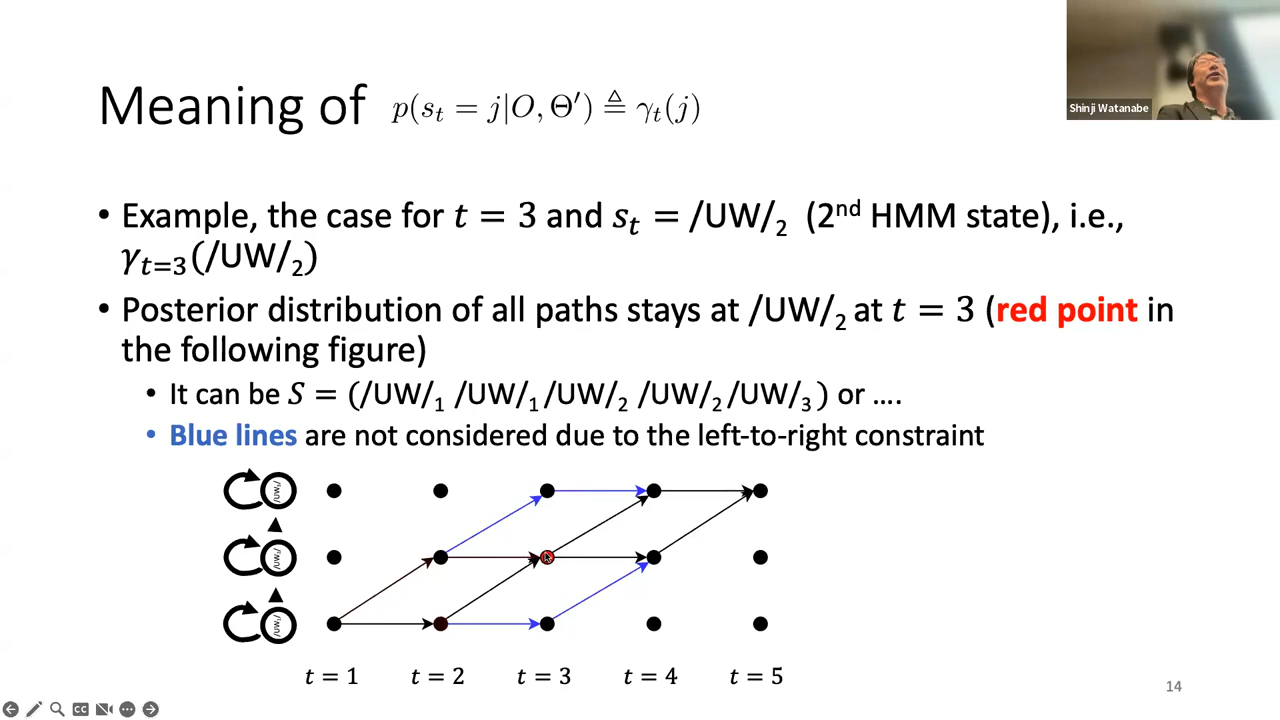 Shinji Watanabe
Meaning of p(s_t = j|O, Θ′) ≜ γ_t(j)
• Example, the case for t = 3 and s_t = /UW/₂ (2nd HMM state), i.e.,
γ_{t=3}(/UW/₂)
• Posterior distribution of all paths stays at /UW/₂ at t = 3 (red point in
the following figure)
• It can be S = (/UW/₁ /UW/₁ /UW/₂ /UW/₂ /UW/₃) or ....
• Blue lines are not considered due to the left-to-right constraint
t = 1 t = 2 t = 3 t = 4 t = 5
14
CC